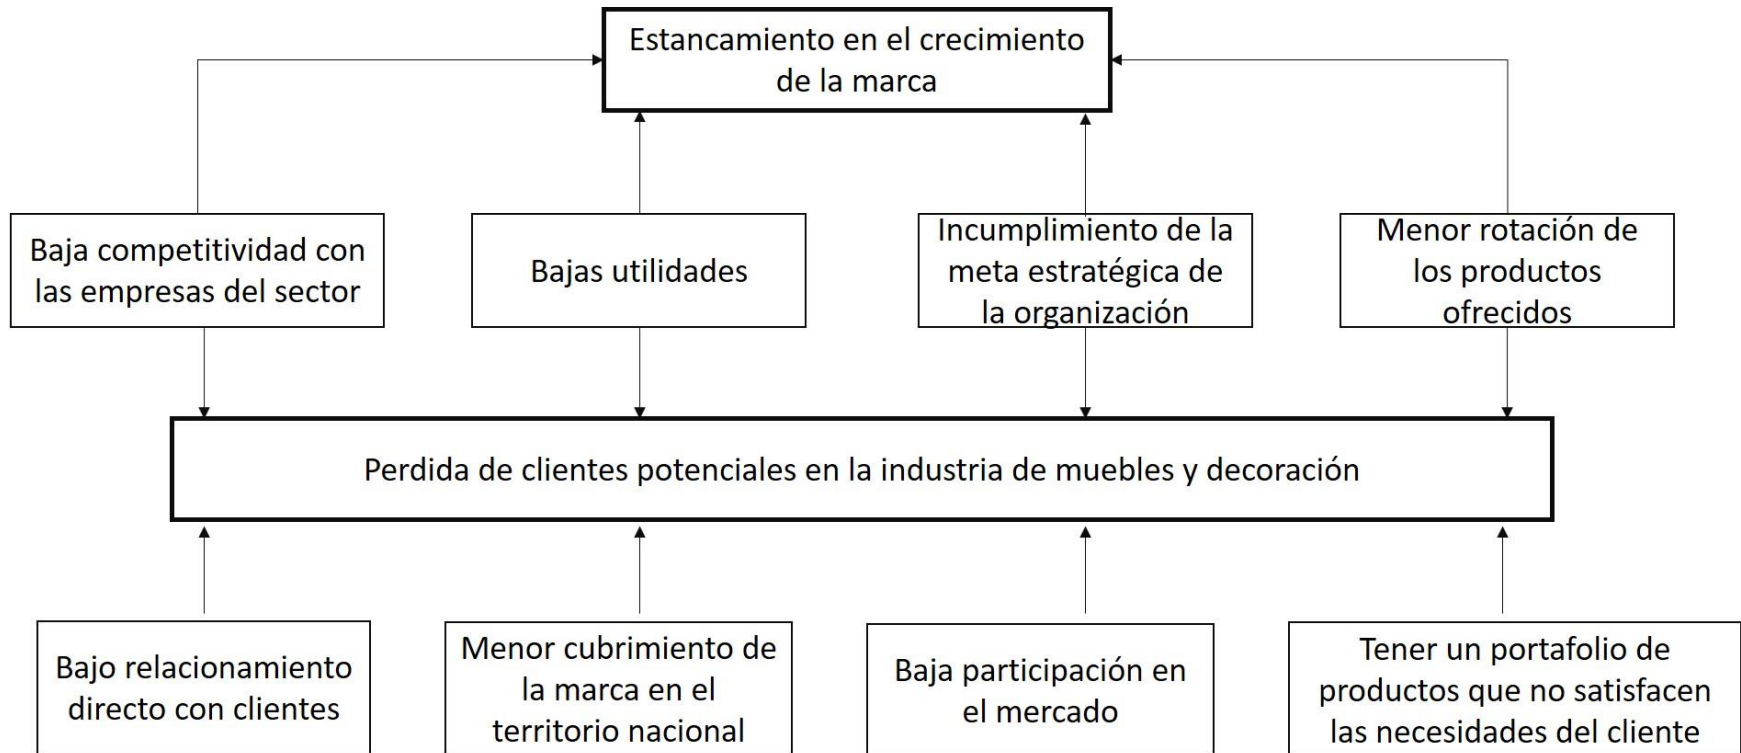 Estancamiento en el crecimiento
de la marca
Baja competitividad con
las empresas del sector
Bajas utilidades
Incumplimiento de la
meta estratégica de
la organización
Menor rotación de
los productos
ofrecidos
Perdida de clientes potenciales en la industria de muebles y decoración
Bajo relacionamiento
directo con clientes
Menor cubrimiento de
la marca en el
territorio nacional
Baja participación en
el mercado
Tener un portafolio de
productos que no satisfacen
las necesidades del cliente